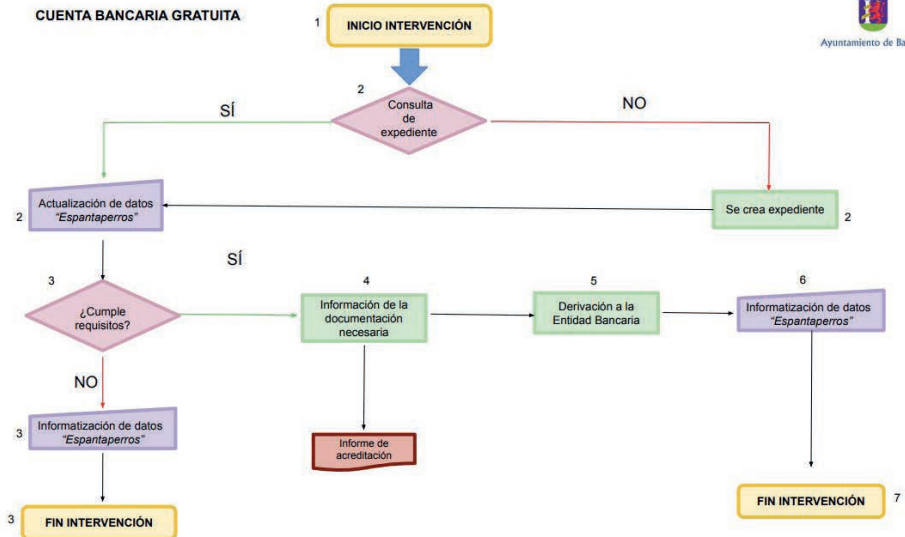 CUENTA BANCARIA GRATUITA
1
INICIO INTERVENCIÓN
Ayuntamiento de Ba
2
Consulta
de
expediente
SÍ
NO
2
Actualización de datos
"Espantaperros"
Se crea expediente
2
SÍ
3
¿Cumple
requisitos?
4
Información de la
documentación
necesaria
5
Derivación a la
Entidad Bancaria
6
Informatización de datos
"Espantaperros"
NO
3
Informatización de datos
"Espantaperros"
Informe de
acreditación
3
FIN INTERVENCIÓN
FIN INTERVENCIÓN
7